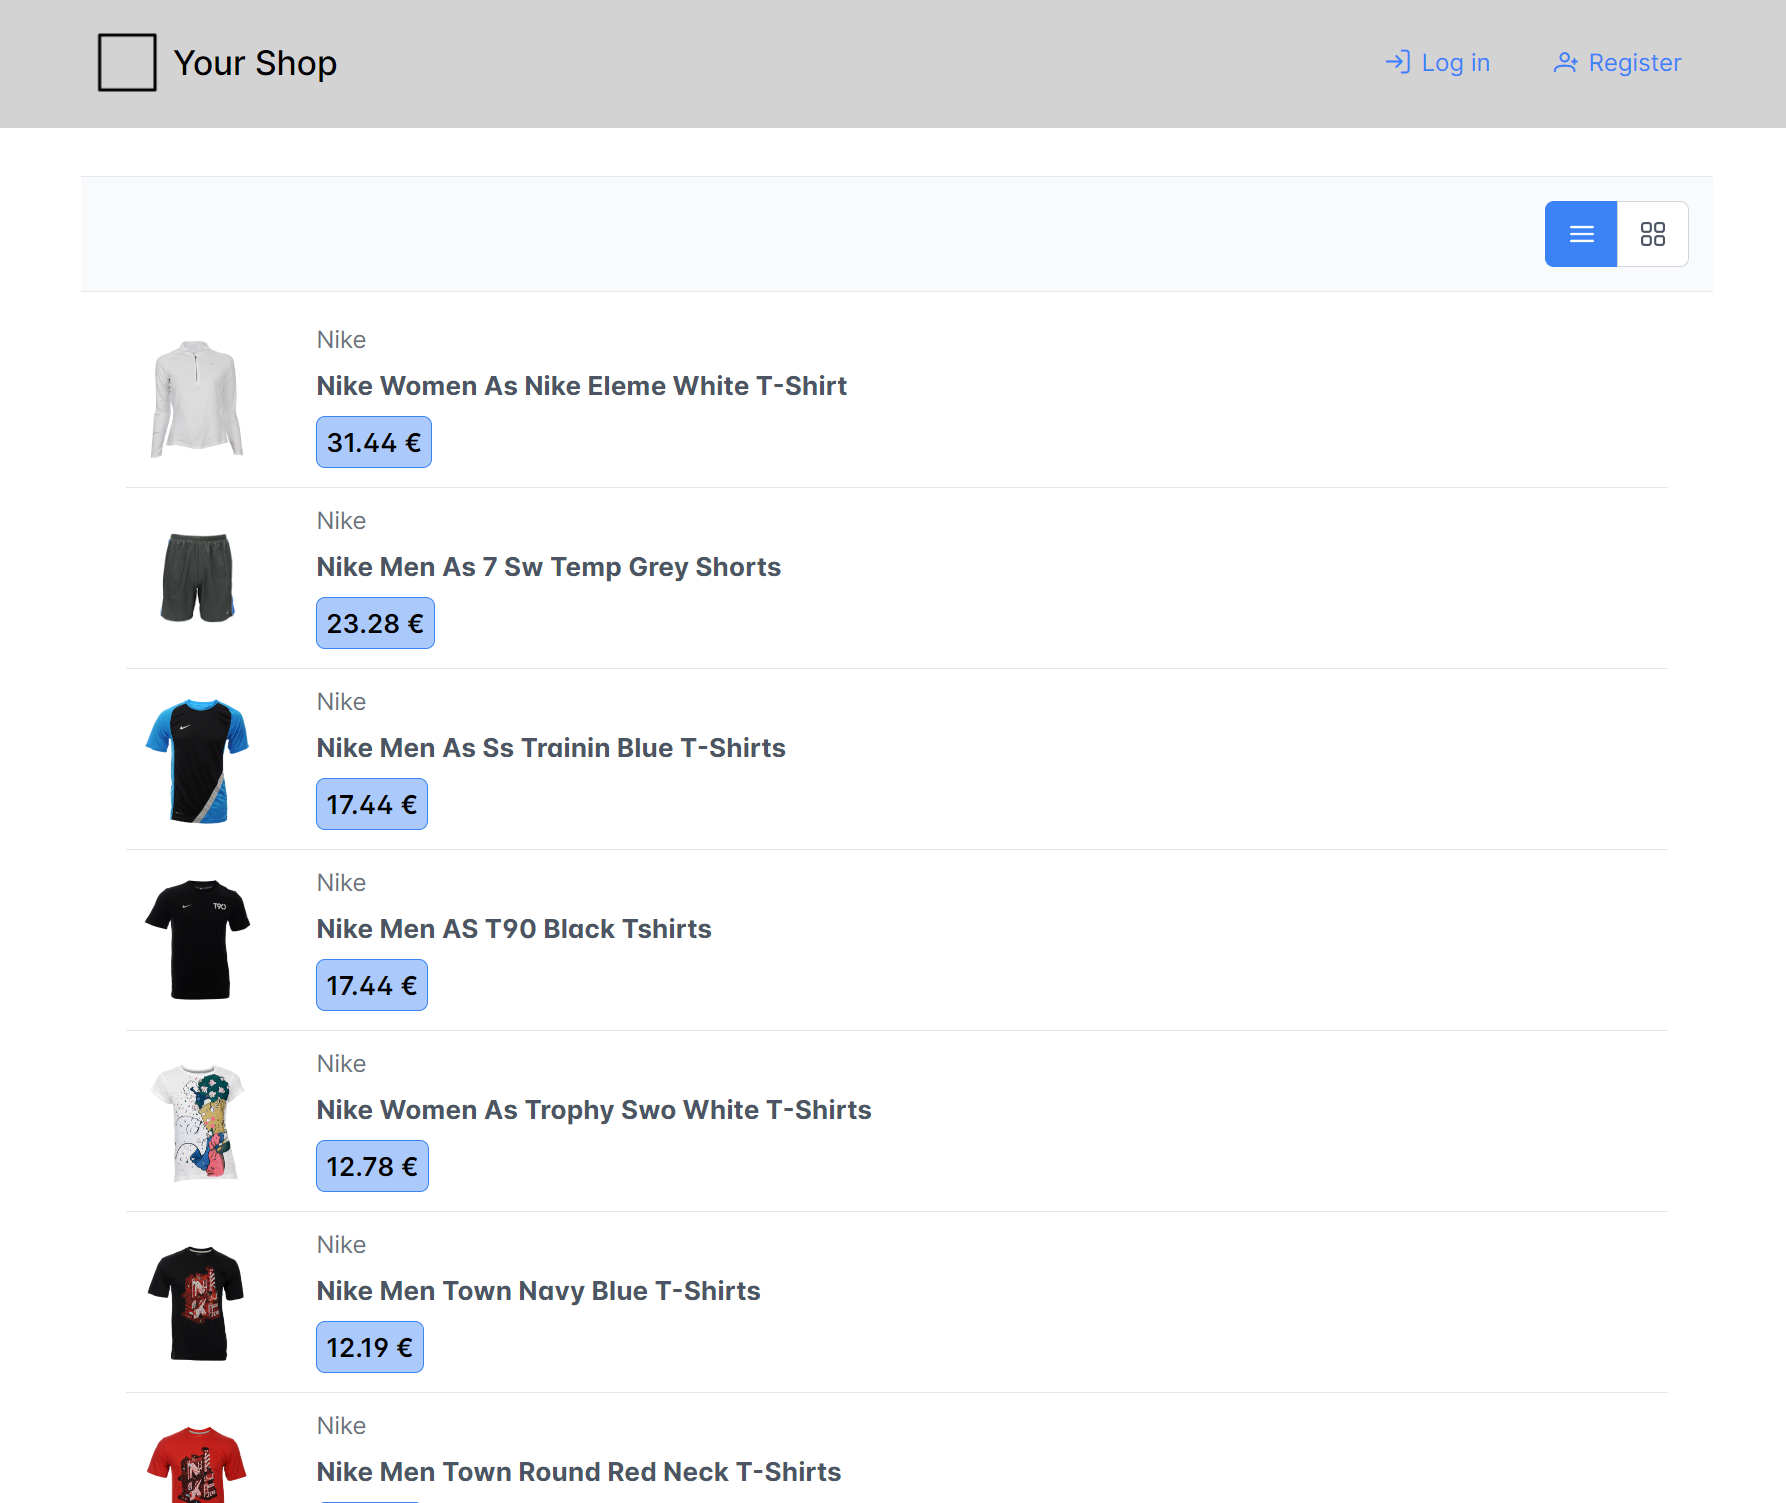 Your Shop
Log in
Register
Nike
Nike Women As Nike Eleme White T-Shirt
31.44 €
Nike
Nike Men As 7 Sw Temp Grey Shorts
23.28 €
Nike
Nike Men As Ss Trainin Blue T-Shirts
17.44 €
T90
Nike
Nike Men AS T90 Black Tshirts
17.44 €
Nike
Nike Women As Trophy Swo White T-Shirts
12.78 €
Nike
Nike Men Town Navy Blue T-Shirts
12.19 €
Nike
Nike Men Town Round Red Neck T-Shirts